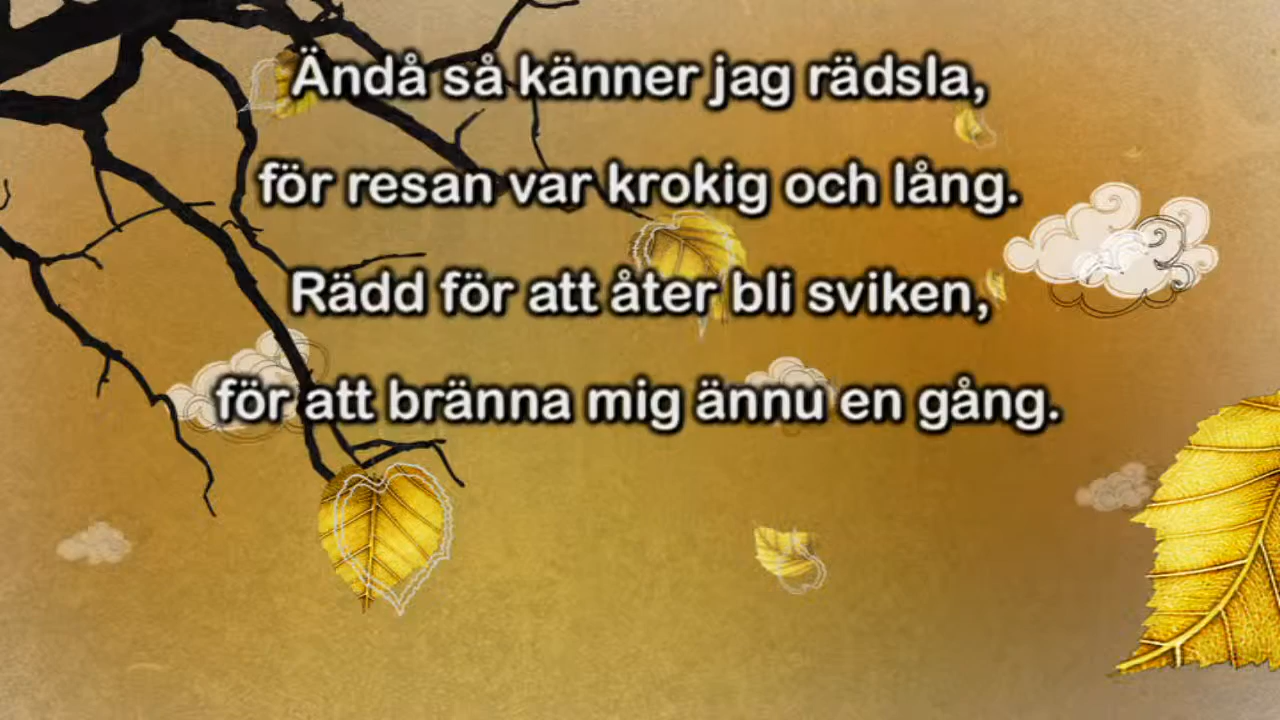 Ändå så känner jag rädsla,
för resan var krokig och lång.
Rädd för att åter bli sviken,
för att bränna mig ännu en gång.